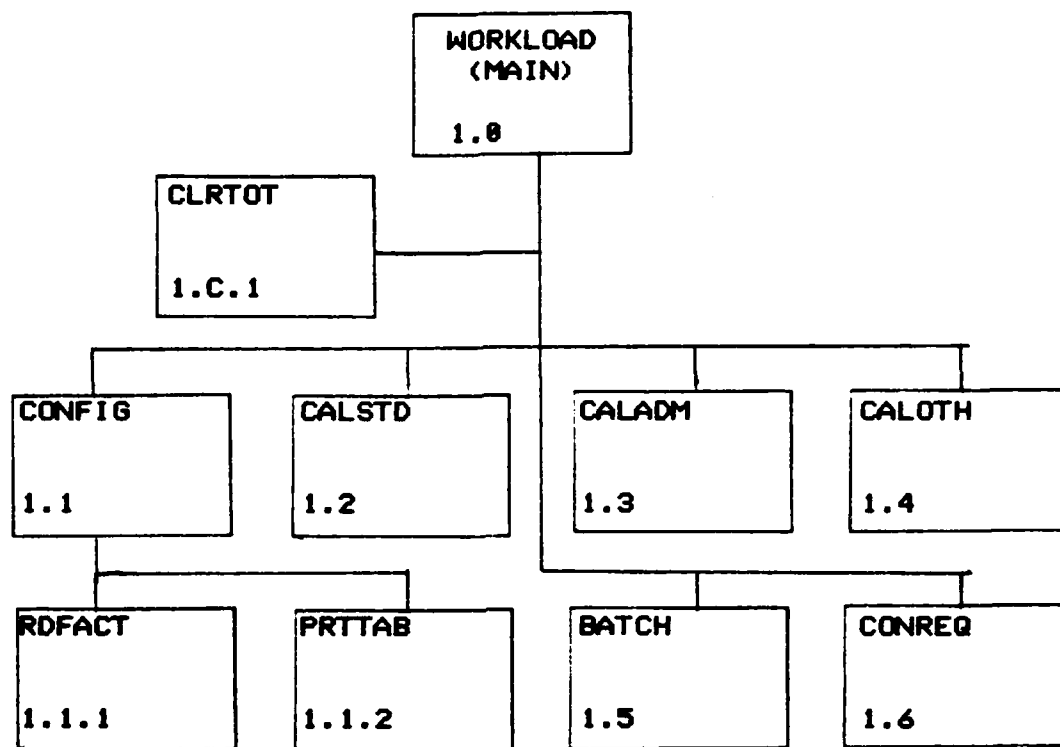 WORKLOAD
(MAIN)
1.0
CLRTOT
1.C.1
CONFIG
1.1
CALSTD
1.2
CALADM
1.3
CALOTH
1.4
RDFACT
1.1.1
PRTTAB
1.1.2
BATCH
1.5
CONREQ
1.6